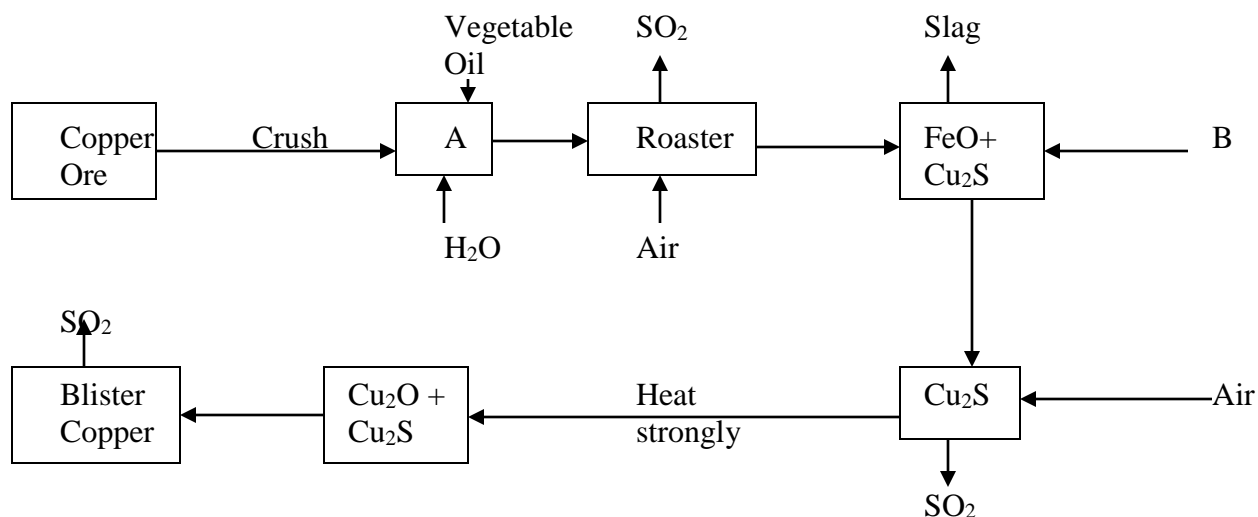 Vegetable
Oil
SO₂
Slag
Copper
Ore
Crush
A
Roaster
FeO+
Cu₂S
B
H₂O
Air
SO₂
Blister
Copper
Cu₂O +
Cu₂S
Heat
strongly
Cu₂S
Air
SO₂